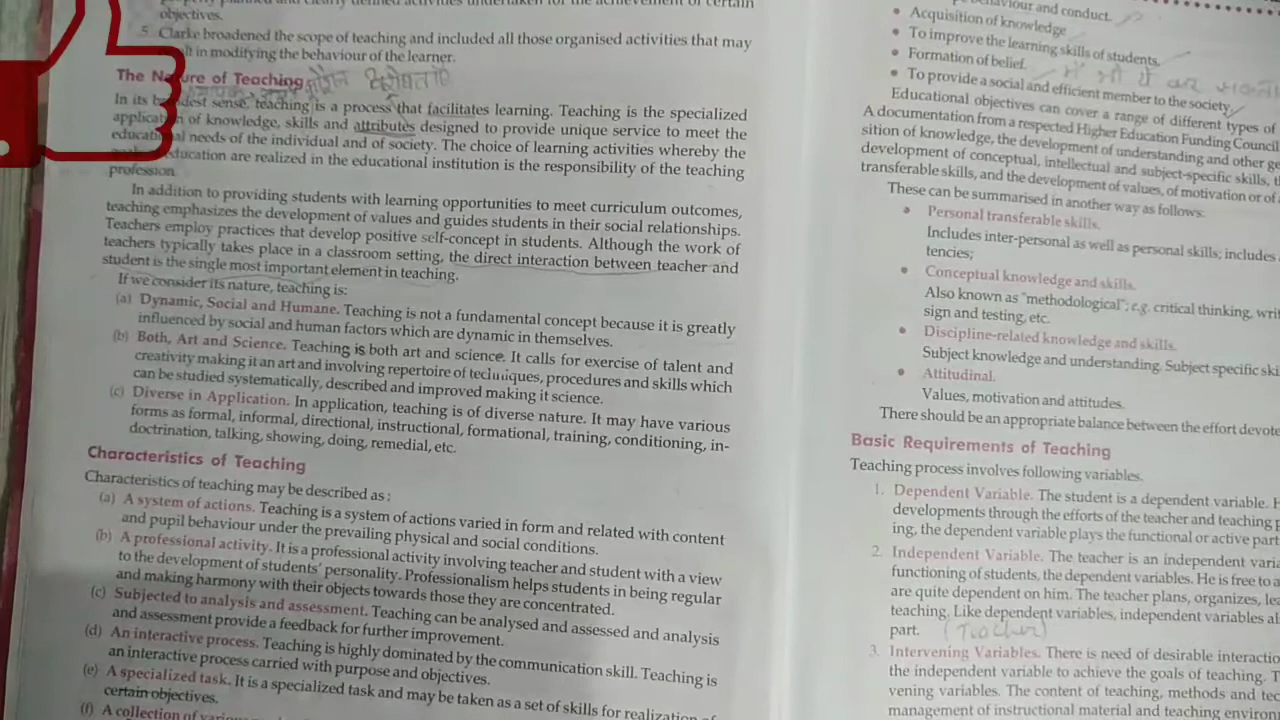 properly planned and clearly defined activities undertaken for the achievement of certain
objectives.
5. Clarke broadened the scope of teaching and included all those organised activities that may
in modifying the behaviour of the learner.
The Nature of Teaching
In its broadest sense, teaching is a process that facilitates learning. Teaching is the specialized
application of knowledge, skills and attributes designed to provide unique service to meet the
educational needs of the individual and of society. The choice of learning activities whereby the
education are realized in the educational institution is the responsibility of the teaching
profession.
In addition to providing students with learning opportunities to meet curriculum outcomes,
teaching emphasizes the development of values and guides students in their social relationships.
Teachers employ practices that develop positive self-concept in students. Although the work of
teachers typically takes place in a classroom setting, the direct interaction between teacher and
student is the single most important element in teaching.
If we consider its nature, teaching is:
(a) Dynamic, Social and Humane. Teaching is not a fundamental concept because it is greatly
influenced by social and human factors which are dynamic in themselves.
(b) Both, Art and Science. Teaching is both art and science. It calls for exercise of talent and
creativity making it an art and involving repertoire of techniques, procedures and skills which
can be studied systematically, described and improved making it science.
(c) Diverse in Application. In application, teaching is of diverse nature. It may have various
forms as formal, informal, directional, instructional, formational, training, conditioning, in-
doctrination, talking, showing, doing, remedial, etc.
Characteristics of Teaching
Characteristics of teaching may be described as :
(a) A system of actions. Teaching is a system of actions varied in form and related with content
and pupil behaviour under the prevailing physical and social conditions.
(b) A professional activity. It is a professional activity involving teacher and student with a view
to the development of students' personality. Professionalism helps students in being regular
and making harmony with their objects towards those they are concentrated.
(c) Subjected to analysis and assessment. Teaching can be analysed and assessed and analysis
and assessment provide a feedback for further improvement.
(d) An interactive process. Teaching is highly dominated by the communication skill. Teaching is
an interactive process carried with purpose and objectives.
(e) A specialized task. It is a specialized task and may be taken as a set of skills for realization of
certain objectives.
(f) A collection of various
behaviour and conduct.
• Acquisition of knowledge
• To improve the learning skills of students.
• Formation of belief.
• To provide a social and efficient member to the society.
Educational objectives can cover a range of different types of
A documentation from a respected Higher Education Funding Council
sition of knowledge, the development of understanding and other ge
development of conceptual, intellectual and subject-specific skills, th
transferable skills, and the development of values, of motivation or of a
These can be summarised in another way as follows.
• Personal transferable skills.
Includes inter-personal as well as personal skills; includes
tencies;
• Conceptual knowledge and skills.
Also known as "methodological"; e.g. critical thinking, writ
sign and testing, etc.
• Discipline-related knowledge and skills.
Subject knowledge and understanding. Subject specific ski
• Attitudinal.
Values, motivation and attitudes.
There should be an appropriate balance between the effort devote
Basic Requirements of Teaching
Teaching process involves following variables.
1. Dependent Variable. The student is a dependent variable. H
developments through the efforts of the teacher and teaching p
ing, the dependent variable plays the functional or active part
2. Independent Variable. The teacher is an independent varia
functioning of students, the dependent variables. He is free to a
are quite dependent on him. The teacher plans, organizes, lea
teaching. Like dependent variables, independent variables al
part. (Teacher)
3. Intervening Variables. There is need of desirable interactio
the independent variable to achieve the goals of teaching. T
vening variables. The content of teaching, methods and tec
management of instructional material and teaching environ